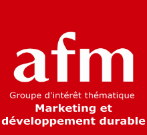 afm
Groupe d'intérêt thématique
Marketing et
développement durable